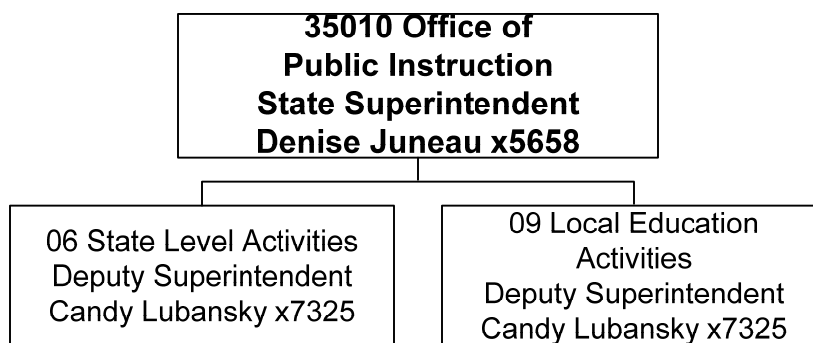 35010 Office of
Public Instruction
State Superintendent
Denise Juneau x5658
06 State Level Activities
Deputy Superintendent
Candy Lubansky x7325
09 Local Education
Activities
Deputy Superintendent
Candy Lubansky x7325